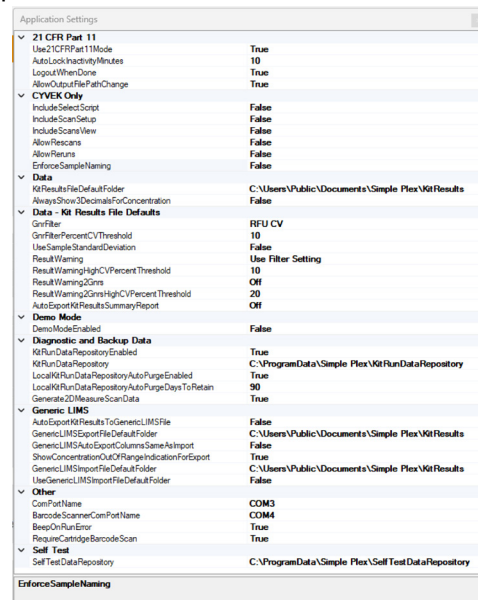 Application Settings
21 CFR Part 11
Use21CFRPart11Mode True
AutoLockInactivityMinutes 10
LogoutWhenDone True
AllowOutputFilePathChange True
CYVEK Only
IncludeSelectScript False
IncludeScanSetup False
IncludeScansView False
AllowRescans False
AllowReruns False
EnforceSampleNaming False
Data
KitResultsFileDefaultFolder C:\Users\Public\Documents\Simple Plex\KitResults
AlwaysShow3DecimalsForConcentration False
Data - Kit Results File Defaults
GnrFilter RFU CV
GnrFilterPercentCVThreshold 10
UseSampleStandardDeviation False
ResultWarning Use Filter Setting
ResultWarningHighCVPercentThreshold 10
ResultWarning2Gnrs Off
ResultWarning2GnrsHighCVPercentThreshold 20
AutoExportKitResultsSummaryReport Off
Demo Mode
DemoModeEnabled False
Diagnostic and Backup Data
KitRunDataRepositoryEnabled True
KitRunDataRepository C:\ProgramData\Simple Plex\KitRunDataRepository
LocalKitRunDataRepositoryAutoPurgeEnabled True
LocalKitRunDataRepositoryAutoPurgeDaysToRetain 90
Generate2DMeasureScanData True
Generic LIMS
AutoExportKitResultsToGenericLIMSFile False
GenericLIMSExportFileDefaultFolder C:\Users\Public\Documents\Simple Plex\KitResults
GenericLIMSAutoExportColumnsSameAsImport False
ShowConcentrationOutOfRangeIndicationForExport True
GenericLIMSImportFileDefaultFolder C:\Users\Public\Documents\Simple Plex\KitResults
UseGenericLIMSImportFileDefaultFolder False
Other
ComPortName COM3
BarcodeScannerComPortName COM4
BeepOnRunError True
RequireCartridgeBarcodeScan True
Self Test
SelfTestDataRepository C:\ProgramData\Simple Plex\SelfTestDataRepository
EnforceSampleNaming